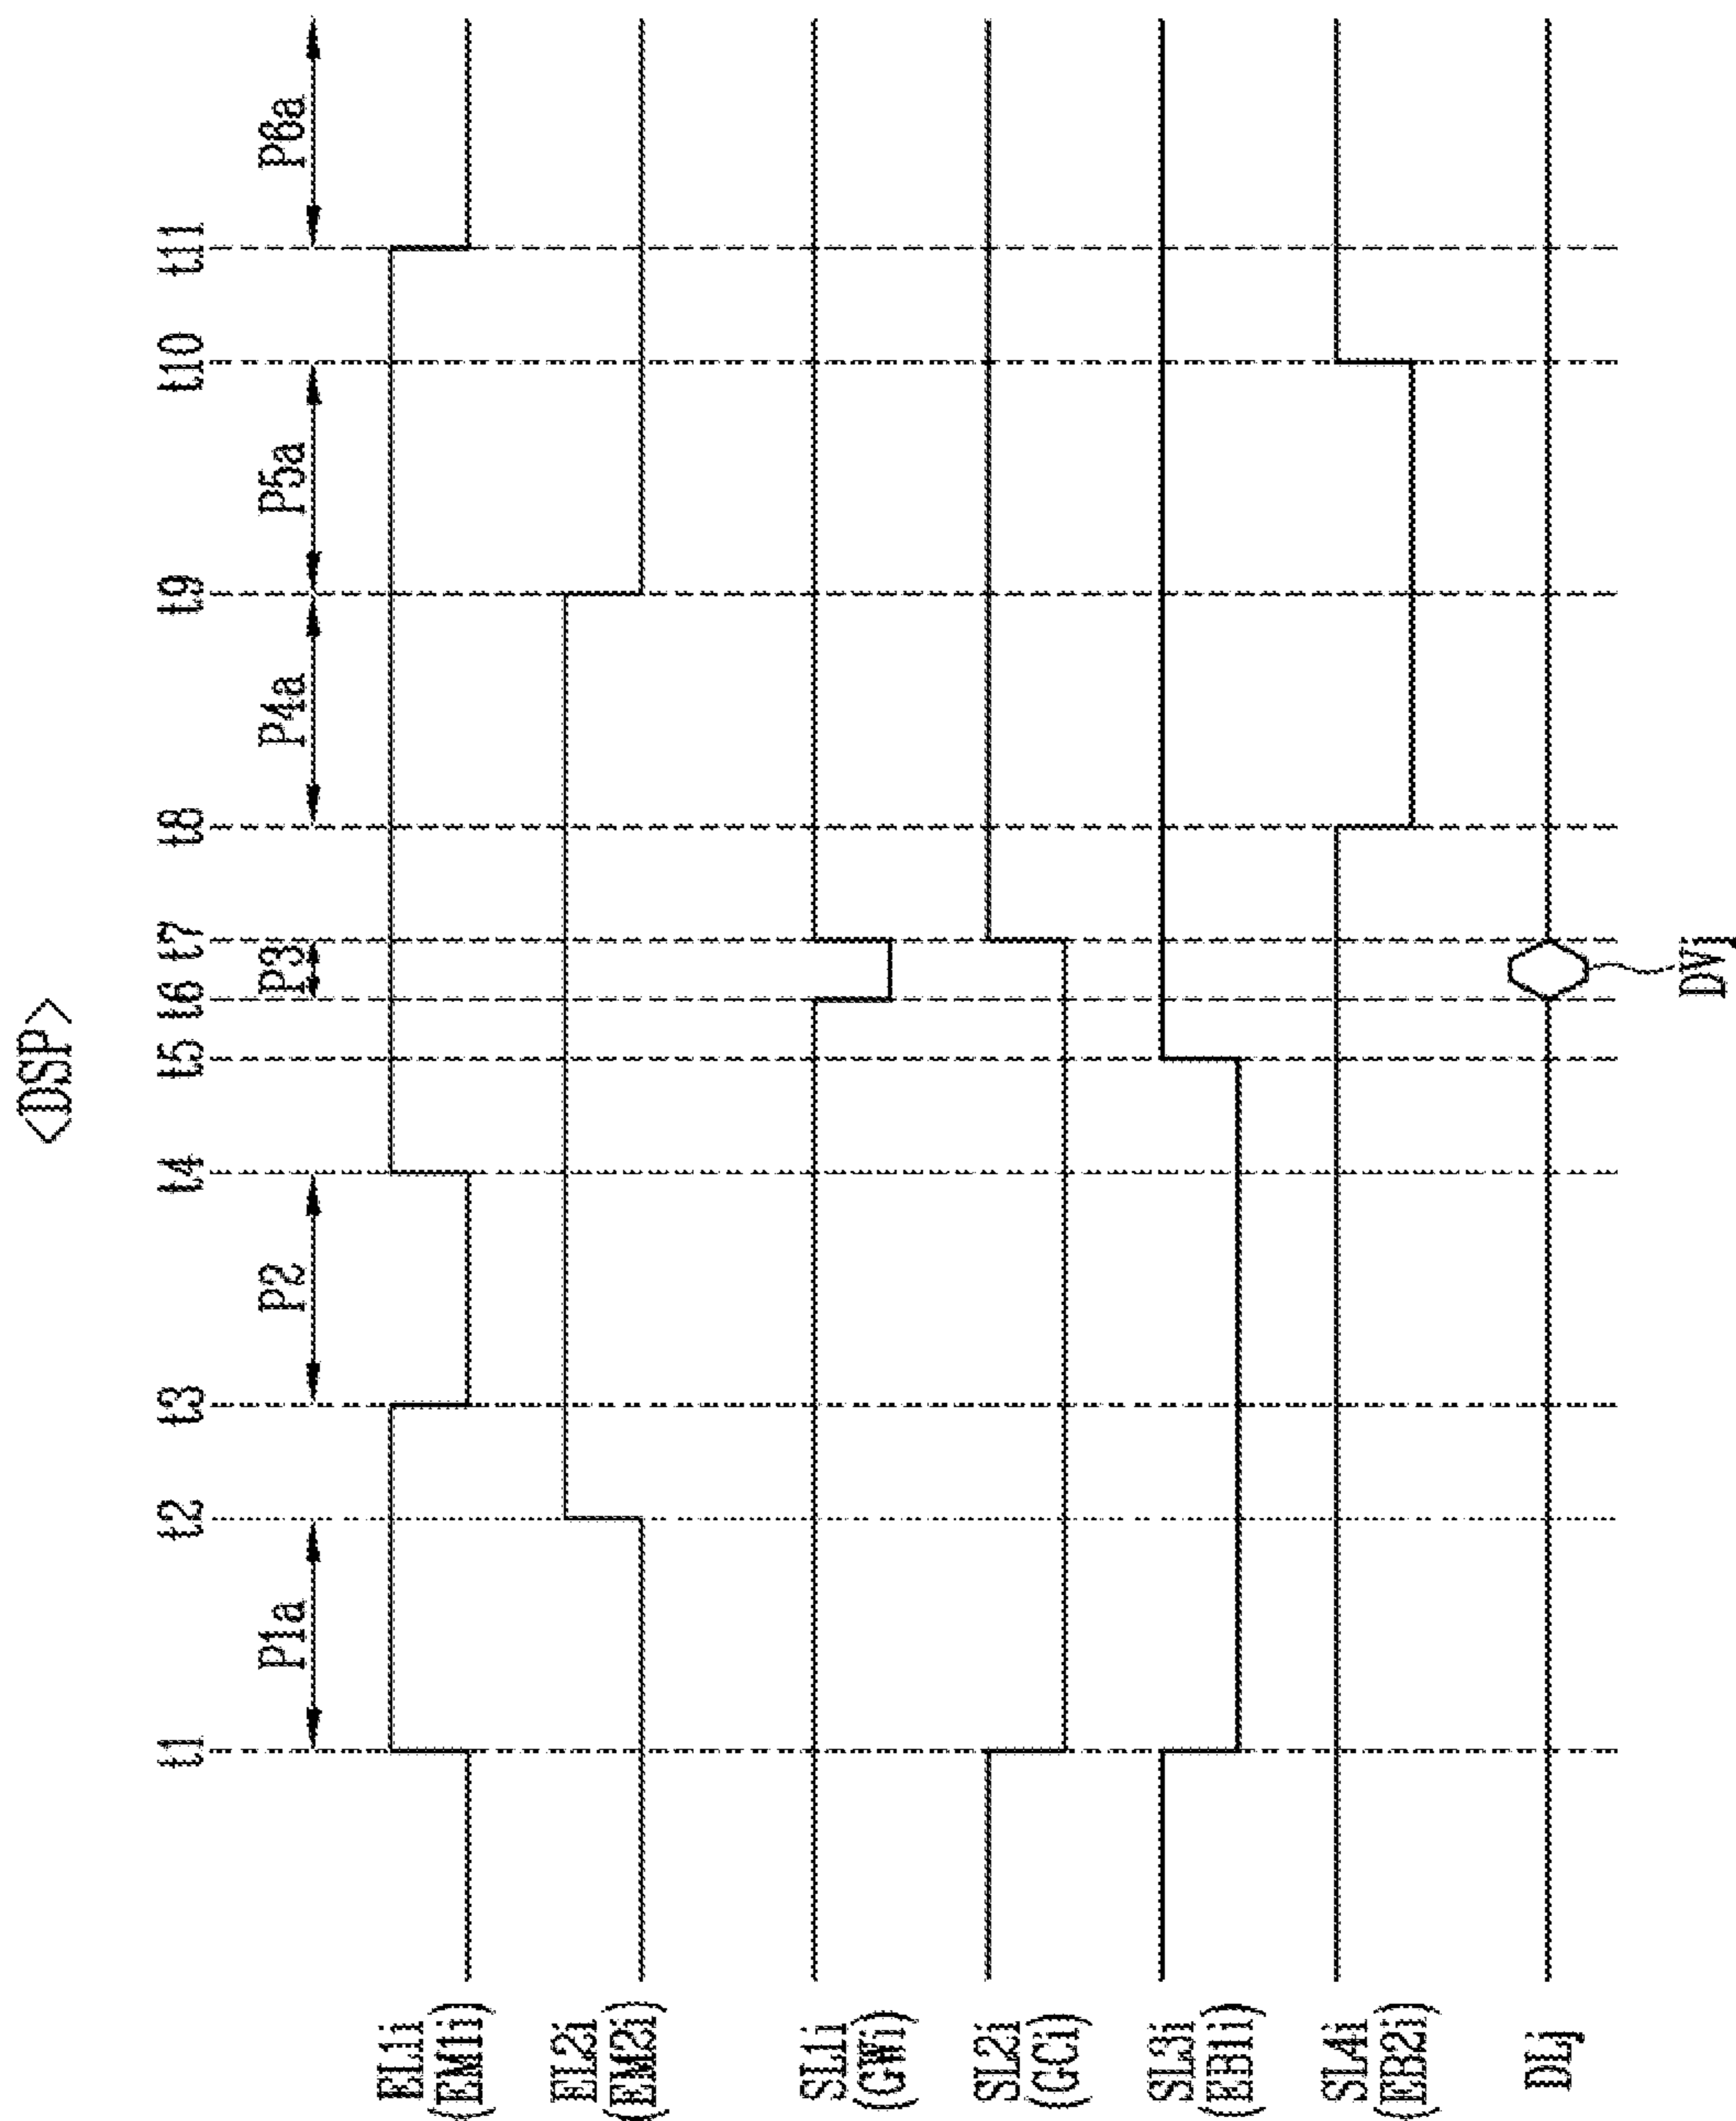 <DSP>
t1
t2
t3
t4
t5
t6
t7
t8
t9
t10
t11
P1a
P2
P3
P4a
P5a
P6a
EL1i
(EM1i)
EL2i
(EM2i)
SL1i
(GWi)
SL2i
(GCi)
SL3i
(EB1i)
SL4i
(EB2i)
DLj
DVj